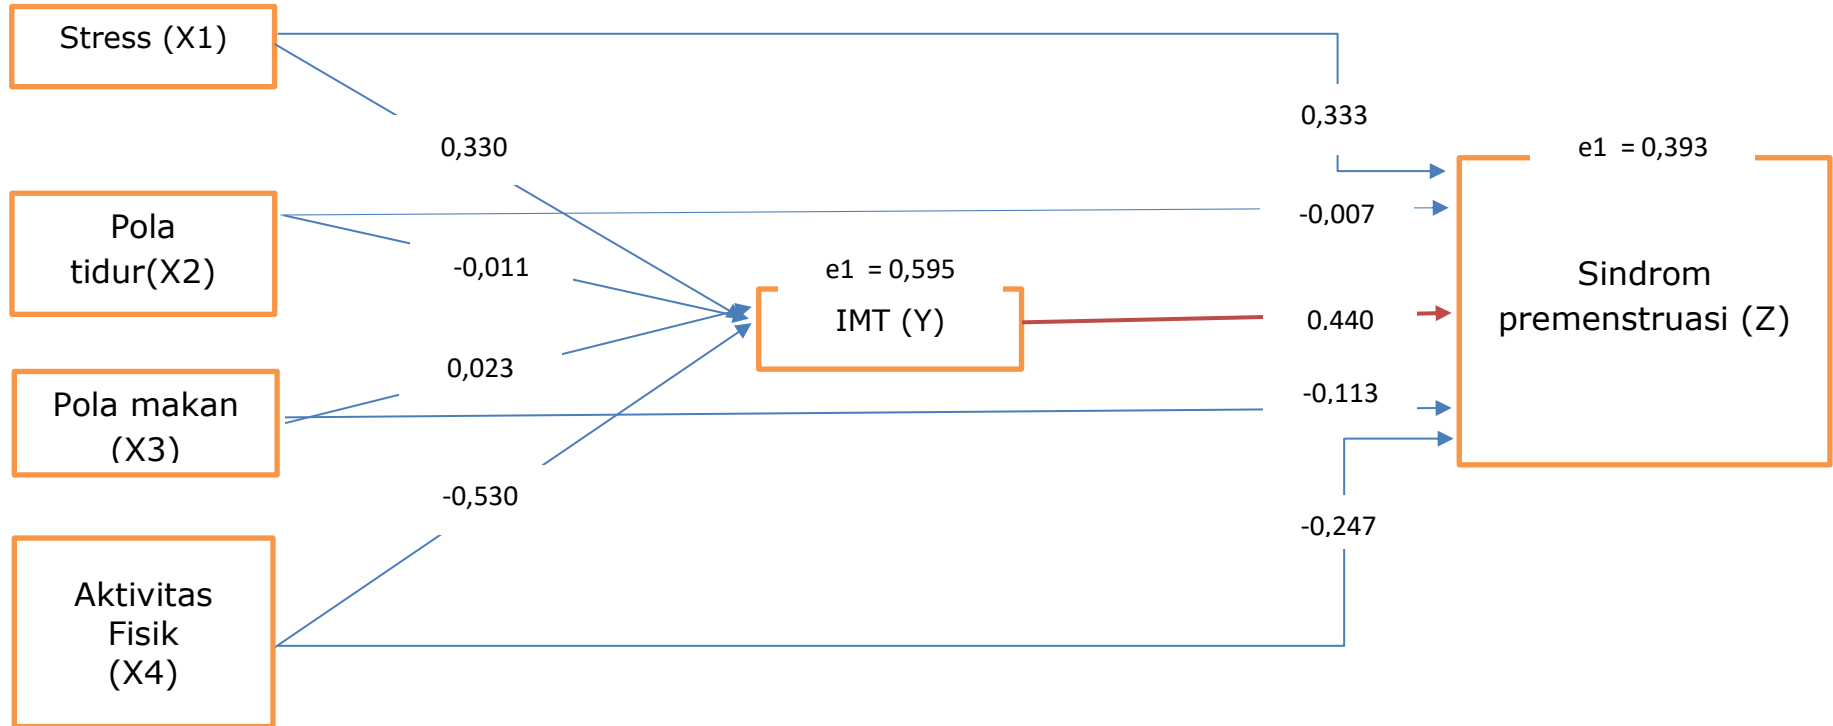 Stress (X1)
0,333
0,330
e1 = 0,393
Pola
tidur(X2)
-0,007
-0,011
e1 = 0,595
IMT (Y)
0,440
Sindrom
premenstruasi (Z)
0,023
-0,113
Pola makan
(X3)
-0,530
-0,247
Aktivitas
Fisik
(X4)